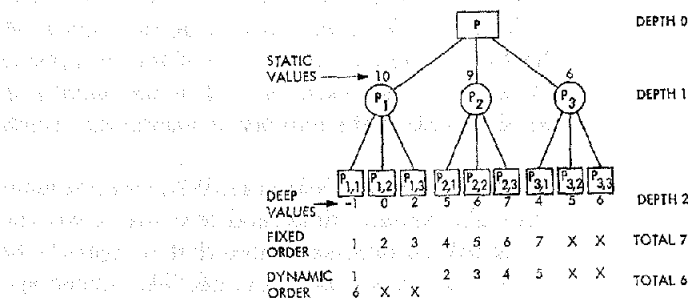 P DEPTH 0
STATIC VALUES 10 9 6
P1 P2 P3 DEPTH 1
P1,1 P1,2 P1,3 P2,1 P2,2 P2,3 P3,1 P3,2 P3,3
DEEP VALUES -1 0 2 5 6 7 4 5 6 DEPTH 2
FIXED ORDER 1 2 3 4 5 6 7 X X TOTAL 7
DYNAMIC ORDER 1 2 3 4 5 X X TOTAL 6
6 X X